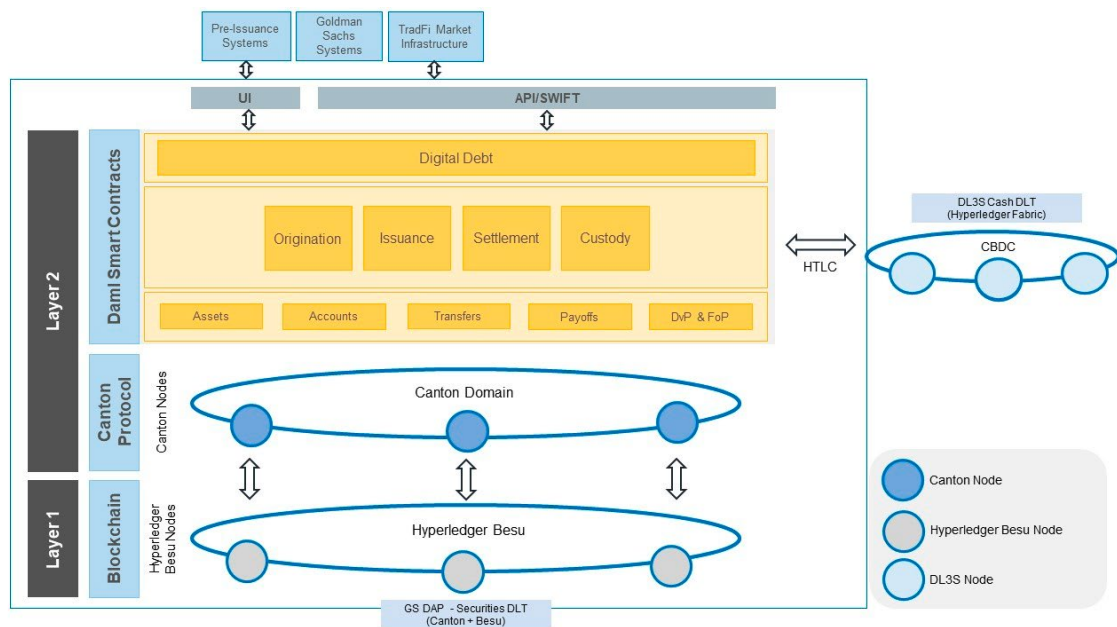 Pre-Issuance
Systems
Goldman
Sachs
Systems
TradFi Market
Infrastructure
UI
API/SWIFT
Layer 2
Daml Smart Contracts
Digital Debt
Origination
Issuance
Settlement
Custody
Assets
Accounts
Transfers
Payoffs
DvP & FoP
HTLC
DL3S Cash DLT
(Hyperledger Fabric)
CBDC
Canton
Protocol
Canton Nodes
Canton Domain
Layer 1
Blockchain
Hyperledger
Besu Nodes
Hyperledger Besu
GS DAP - Securities DLT
(Canton + Besu)
Canton Node
Hyperledger Besu Node
DL3S Node